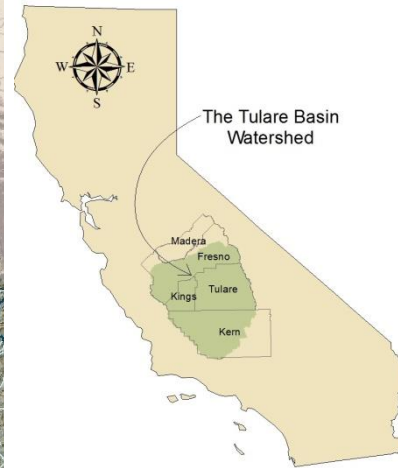 N
W E
S
The Tulare Basin
Watershed
Madera
Fresno
Kings
Tulare
Kern